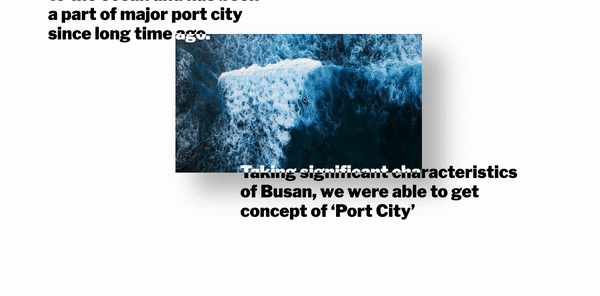 a part of major port city
since long time ago.
Taking significant characteristics
of Busan, we were able to get
concept of ‘Port City’